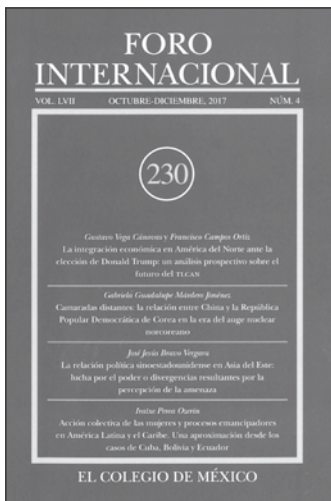 FORO
INTERNACIONAL
VOL. LVII OCTUBRE-DICIEMBRE, 2017 NÚM. 4
230
Gustavo Vega Cánovas y Francisco Campos Ortiz
La integración económica en América del Norte ante la
elección de Donald Trump: un análisis prospectivo sobre el
futuro del TLCAN
Gabriela Guadalupe Márdero Jiménez
Camaradas distantes: la relación entre China y la República
Popular Democrática de Corea en la era del auge nuclear
norcoreano
José Jesús Bravo Vergara
La relación política sinoestadounidense en Asia del Este:
lucha por el poder o divergencias resultantes por la
percepción de la amenaza
Iratxe Perea Ozerin
Acción colectiva de las mujeres y procesos emancipadores
en América Latina y el Caribe. Una aproximación desde los
casos de Cuba, Bolivia y Ecuador
EL COLEGIO DE MÉXICO